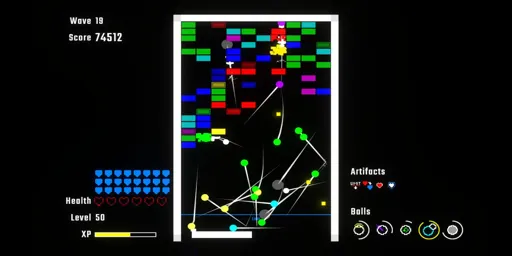 Wave 19
Score 74512
Health
Level 50
XP
Artifacts
Balls